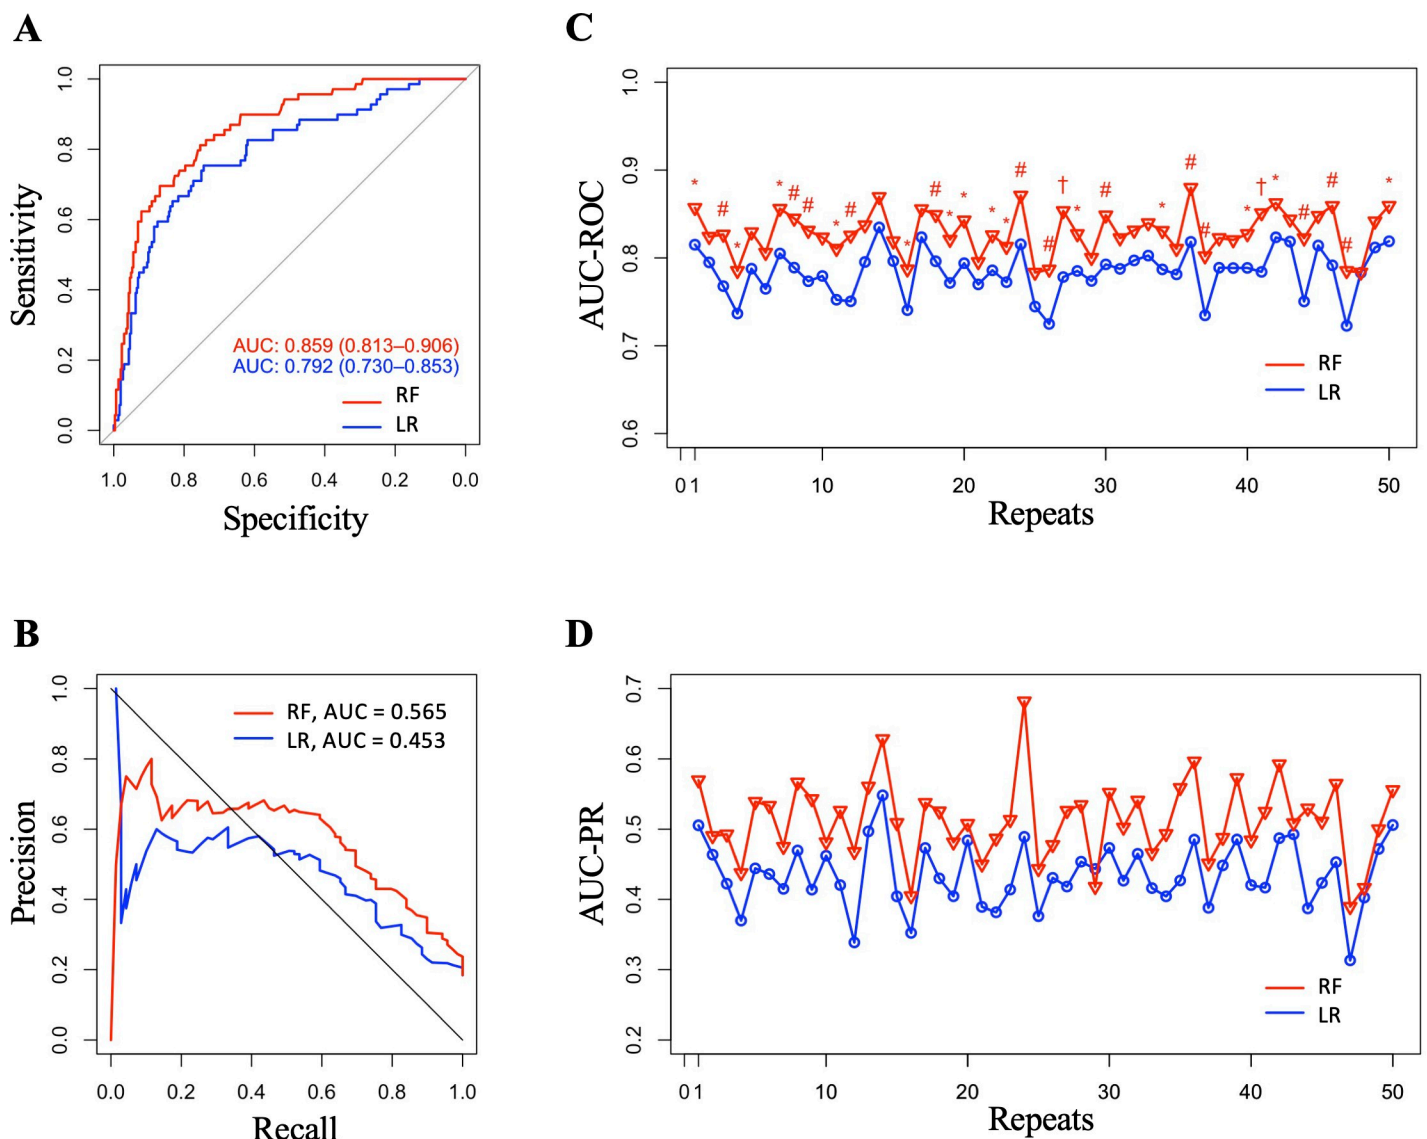 A
1.0
0.8
0.6
0.4
0.2
0.0
Sensitivity
AUC: 0.859 (0.813–0.906)
AUC: 0.792 (0.730–0.853)
RF
LR
1.0 0.8 0.6 0.4 0.2 0.0
Specificity
C
1.0
0.9
0.8
0.7
0.6
AUC-ROC
* # * * # # * # * # * * * # # † * # * # * * † * # # # *
RF
LR
0 1 10 20 30 40 50
Repeats
B
1.0
0.8
0.6
0.4
0.2
0.0
Precision
RF, AUC = 0.565
LR, AUC = 0.453
0.0 0.2 0.4 0.6 0.8 1.0
Recall
D
0.7
0.6
0.5
0.4
0.3
0.2
AUC-PR
RF
LR
0 1 10 20 30 40 50
Repeats